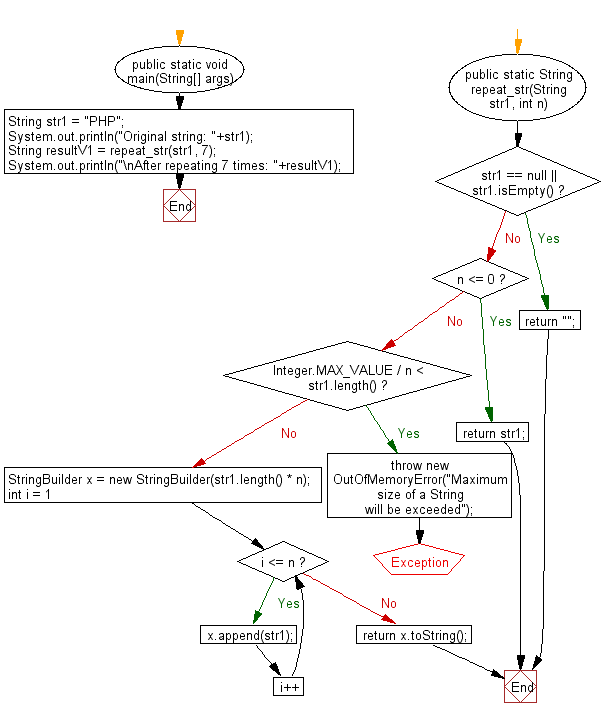 public static void
main(String[] args)
String str1 = "PHP";
System.out.println("Original string: "+str1);
String resultV1 = repeat_str(str1, 7);
System.out.println("\nAfter repeating 7 times: "+resultV1);
End
public static String
repeat_str(String
str1, int n)
str1 == null ||
str1.isEmpty() ?
No
Yes
n <= 0 ?
return "";
No
Yes
Integer.MAX_VALUE / n <
str1.length() ?
return str1;
No
Yes
StringBuilder x = new StringBuilder(str1.length() * n);
int i = 1
throw new
OutOfMemoryError("Maximum
size of a String
will be exceeded");
Exception
i <= n ?
Yes
No
x.append(str1);
return x.toString();
i++
End